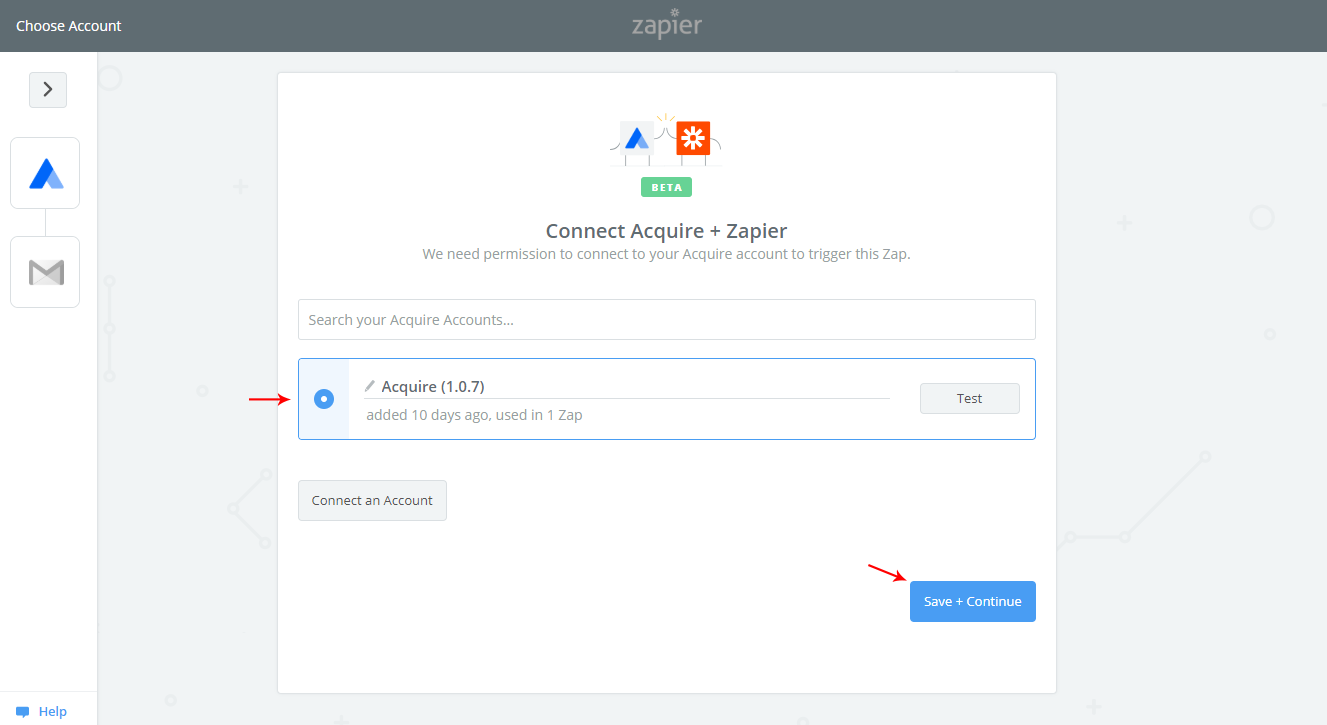 Choose Account
zapier
BETA
Connect Acquire + Zapier
We need permission to connect to your Acquire account to trigger this Zap.
Search your Acquire Accounts...
Acquire (1.0.7)
added 10 days ago, used in 1 Zap
Test
Connect an Account
Save + Continue
Help